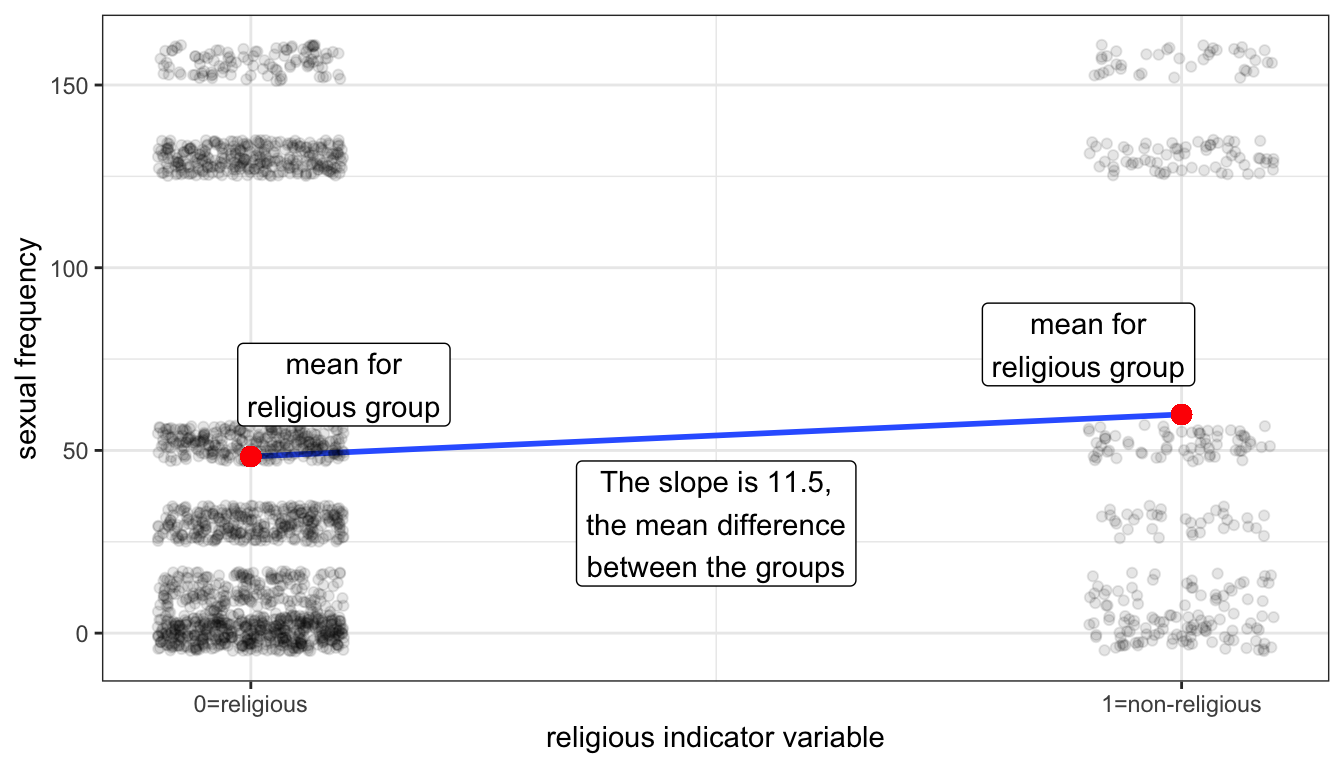 150
100
50
0
sexual frequency
mean for
religious group
mean for
religious group
The slope is 11.5,
the mean difference
between the groups
0=religious
1=non-religious
religious indicator variable